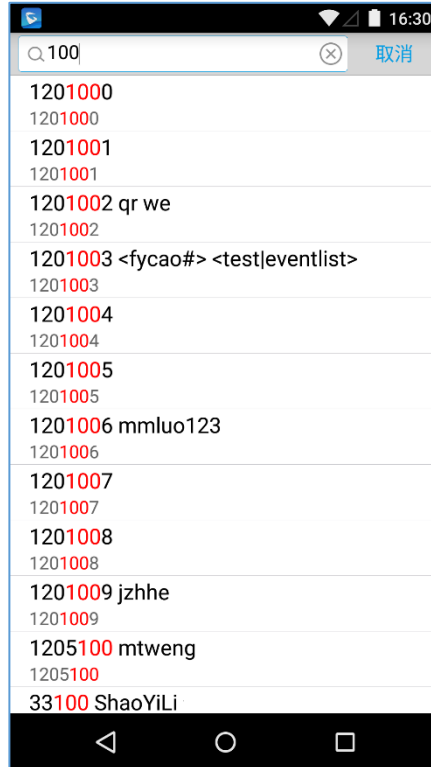 16:30
100 取消
1201000
1201000
1201001
1201001
1201002 qr we
1201002
1201003 <fycao#> <test|eventlist>
1201003
1201004
1201004
1201005
1201005
1201006 mmluo123
1201006
1201007
1201007
1201008
1201008
1201009 jzhhe
1201009
1205100 mtweng
1205100
33100 ShaoYiLi